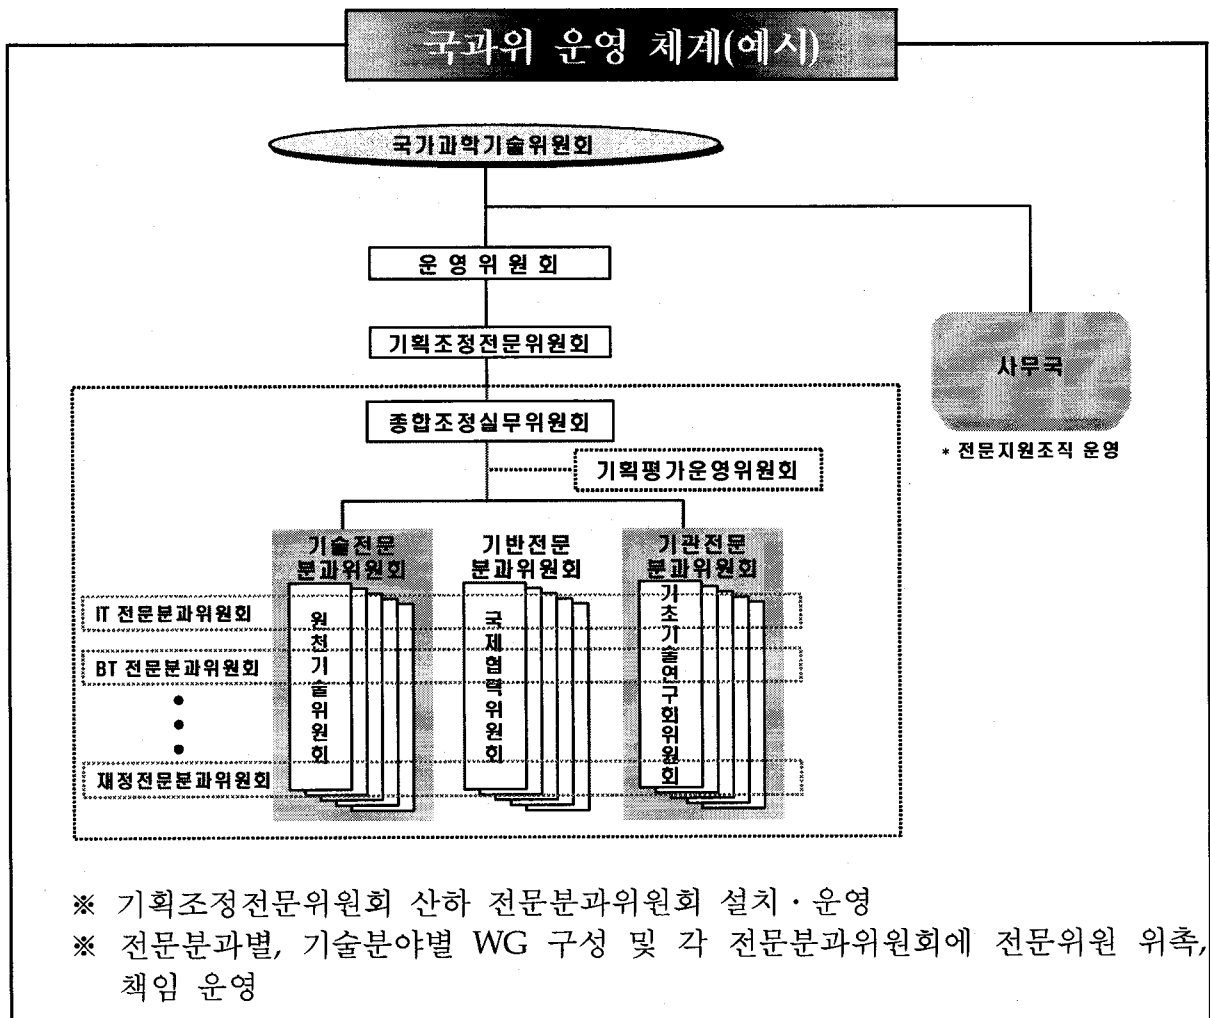 국과위 운영 체계(예시)
국가과학기술위원회
운영위원회
기획조정전문위원회
사무국
* 전문지원조직 운영
종합조정실무위원회
기획평가운영위원회
기술전문
분과위원회
기반전문
분과위원회
기관전문
분과위원회
IT 전문분과위원회
BT 전문분과위원회
재정전문분과위원회
원천기술위원회
국제협력위원회
기초기술연구회위원회
※ 기획조정전문위원회 산하 전문분과위원회 설치 · 운영
※ 전문분과별, 기술분야별 WG 구성 및 각 전문분과위원회에 전문위원 위촉,
책임 운영